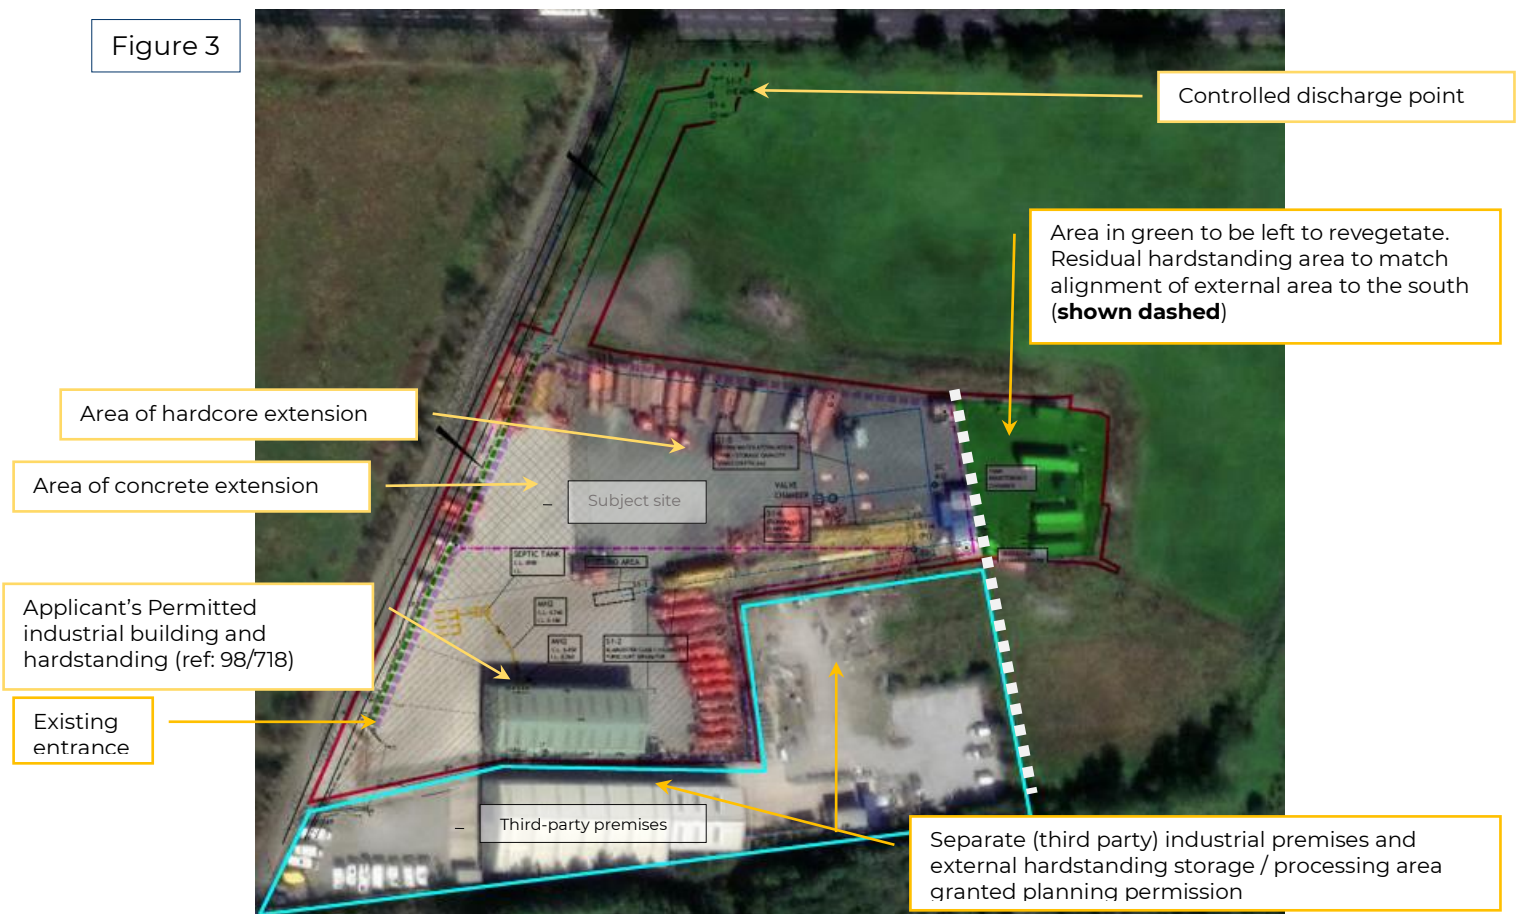 Figure 3
Controlled discharge point
Area in green to be left to revegetate.
Residual hardstanding area to match
alignment of external area to the south
(shown dashed)
Area of hardcore extension
Area of concrete extension
Subject site
VALVE
CHAMBER
SEPTIC TANK
Applicant's Permitted
industrial building and
hardstanding (ref: 98/718)
Existing
entrance
Third-party premises
Separate (third party) industrial premises and
external hardstanding storage / processing area
granted planning permission